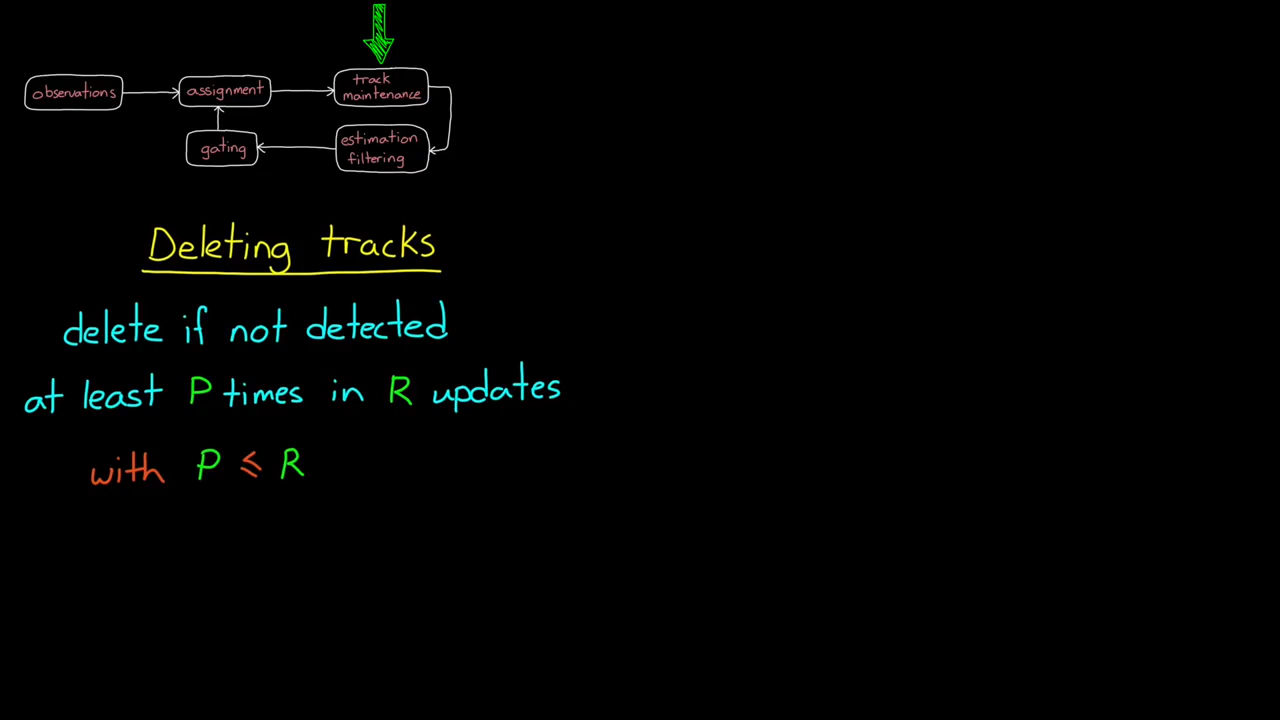 observations
assignment
track
maintenance
gating
estimation
filtering
Deleting tracks
delete if not detected
at least P times in R updates
with P ≤ R